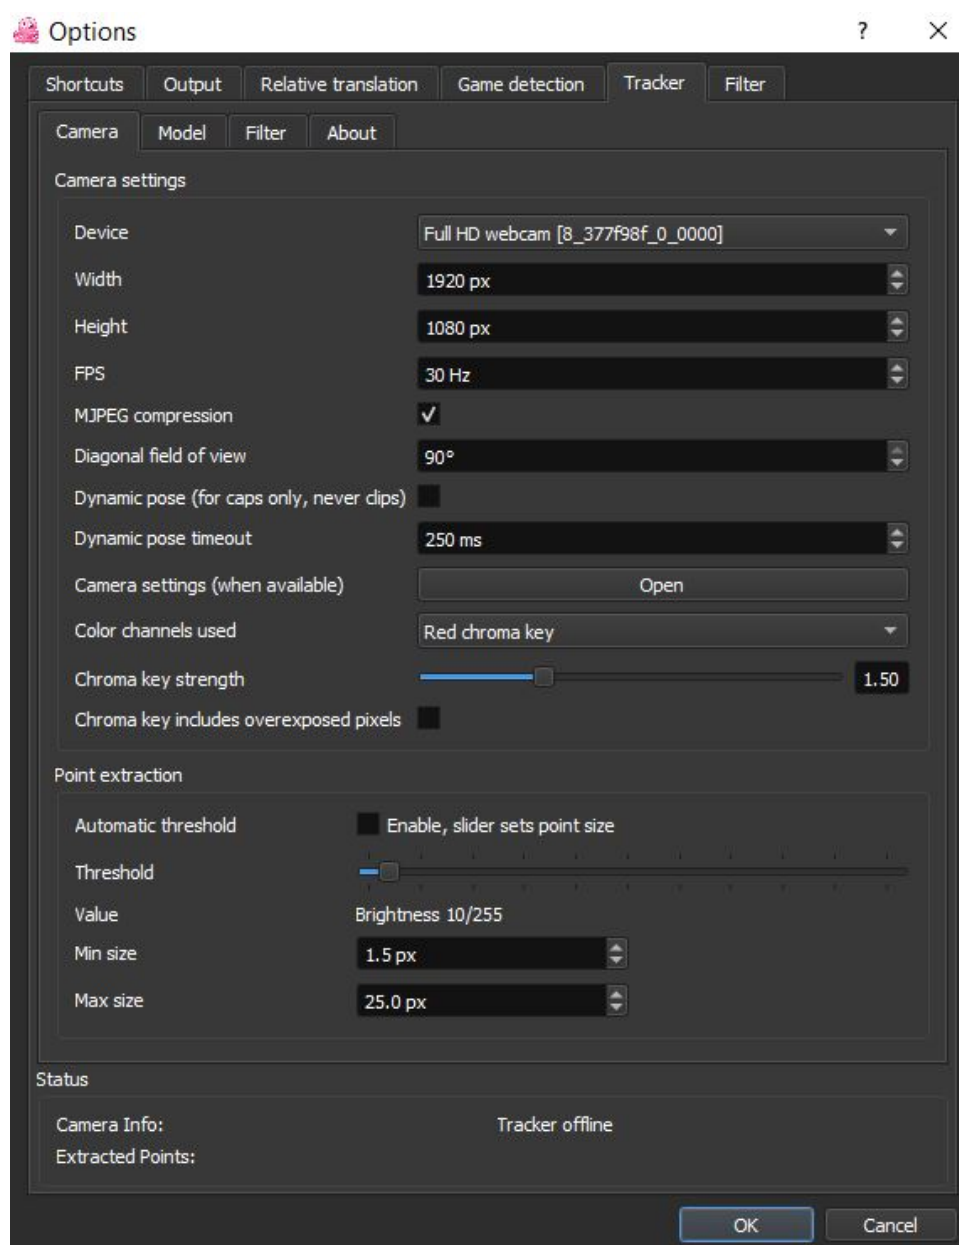 Options ?
Shortcuts Output Relative translation Game detection Tracker Filter
Camera Model Filter About
Camera settings
Device Full HD webcam [8_377f98f_0_0000]
Width 1920 px
Height 1080 px
FPS 30 Hz
MJPEG compression
Diagonal field of view 90°
Dynamic pose (for caps only, never clips)
Dynamic pose timeout 250 ms
Camera settings (when available) Open
Color channels used Red chroma key
Chroma key strength 1.50
Chroma key includes overexposed pixels
Point extraction
Automatic threshold Enable, slider sets point size
Threshold
Value Brightness 10/255
Min size 1.5 px
Max size 25.0 px
Status
Camera Info: Tracker offline
Extracted Points:
OK Cancel